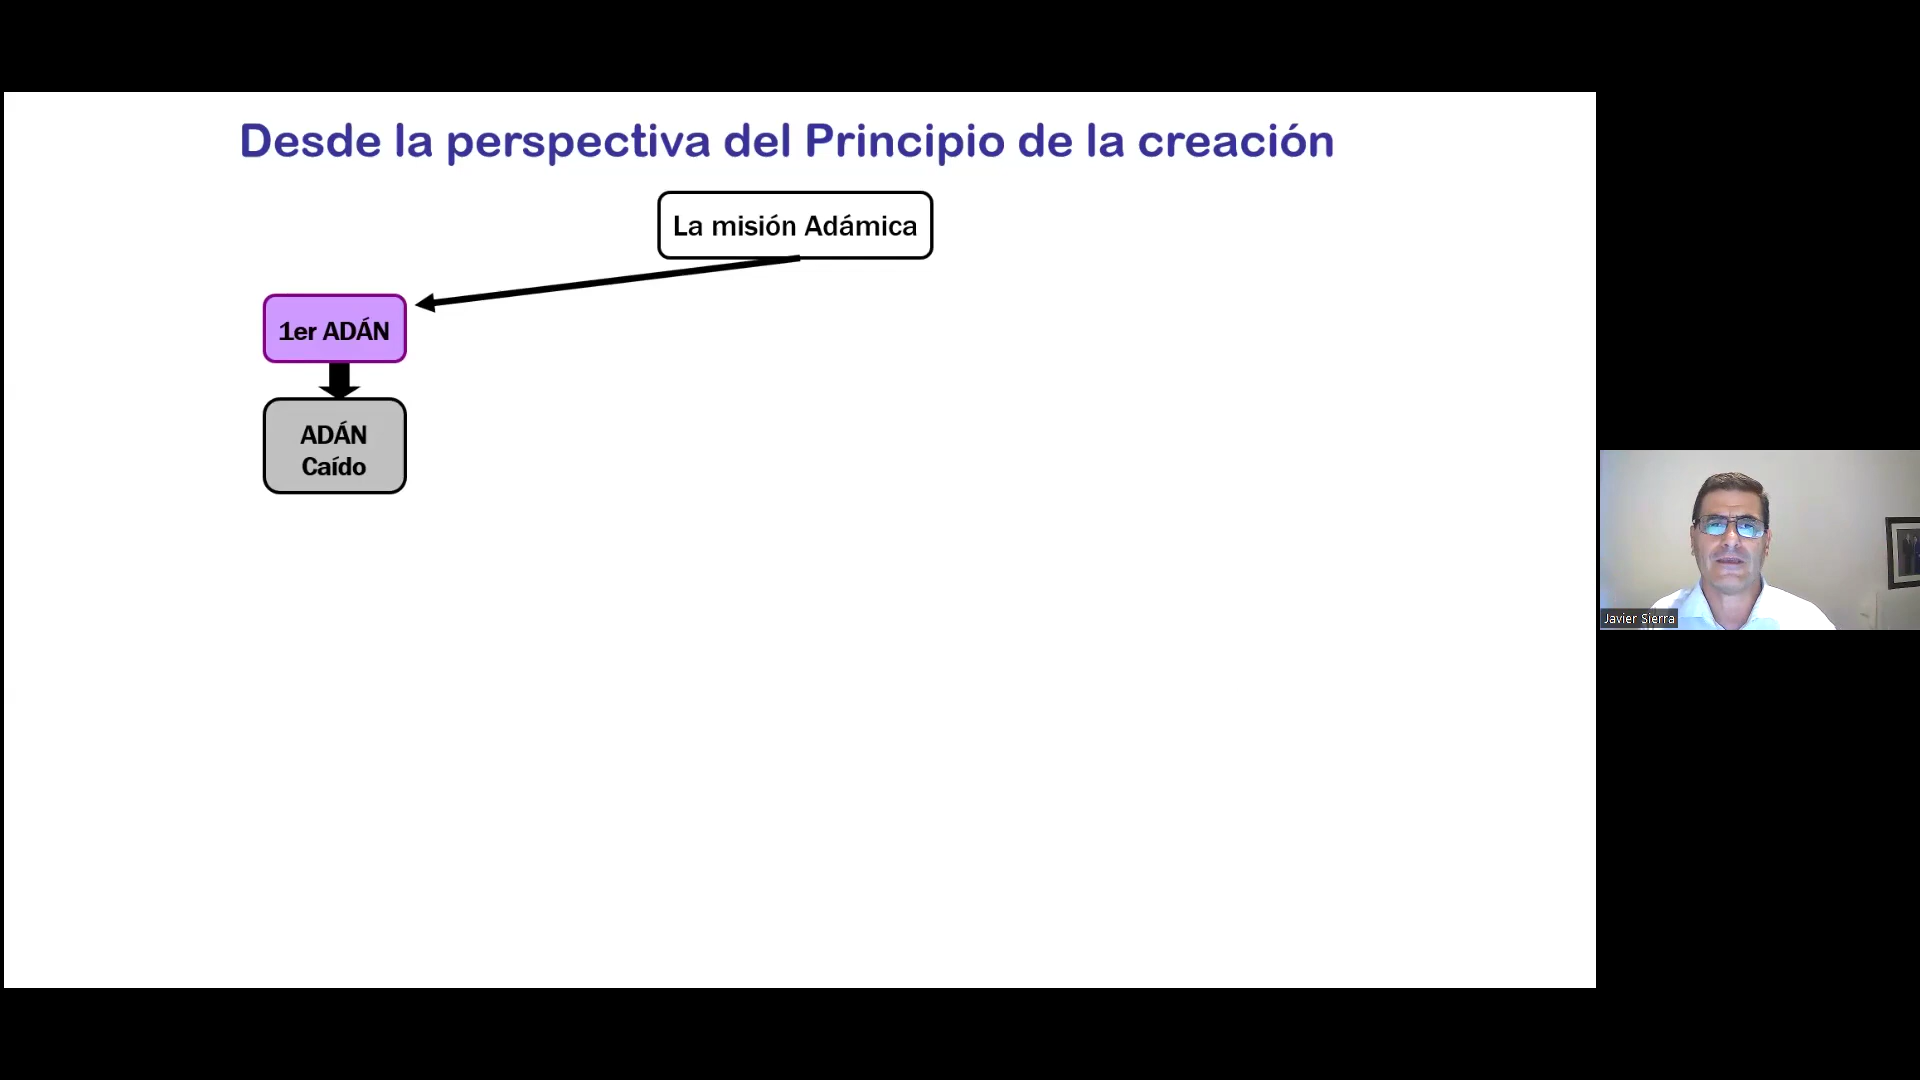 Desde la perspectiva del Principio de la creación
La misión Adámica
1er ADÁN
ADÁN
Caído
Javier Sierra